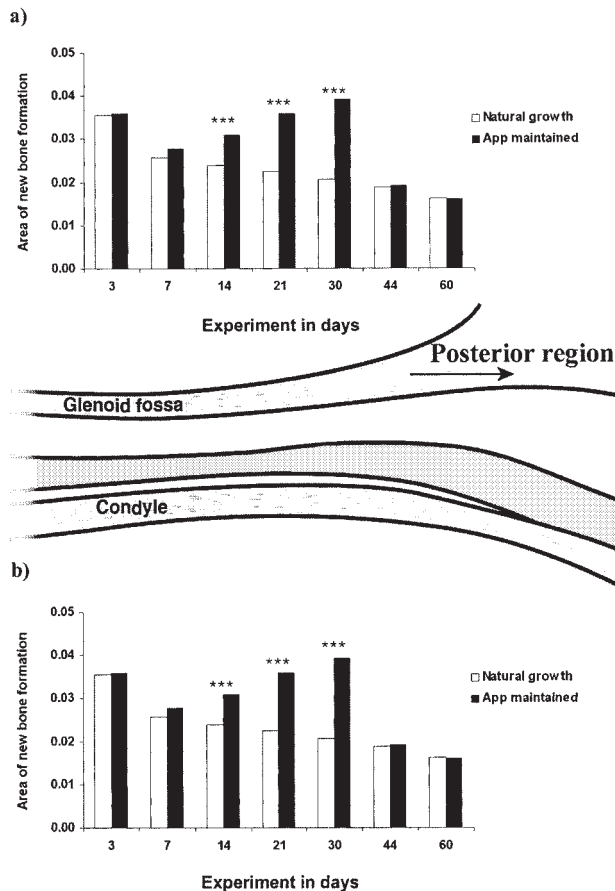 a)
0.05
0.04
0.03
0.02
0.01
0.00
Area of new bone formation
*** *** ***
Natural growth
App maintained
3 7 14 21 30 44 60
Experiment in days
Posterior region
Glenoid fossa
Condyle
b)
0.05
0.04
0.03
0.02
0.01
0.00
Area of new bone formation
*** *** ***
Natural growth
App maintained
3 7 14 21 30 44 60
Experiment in days